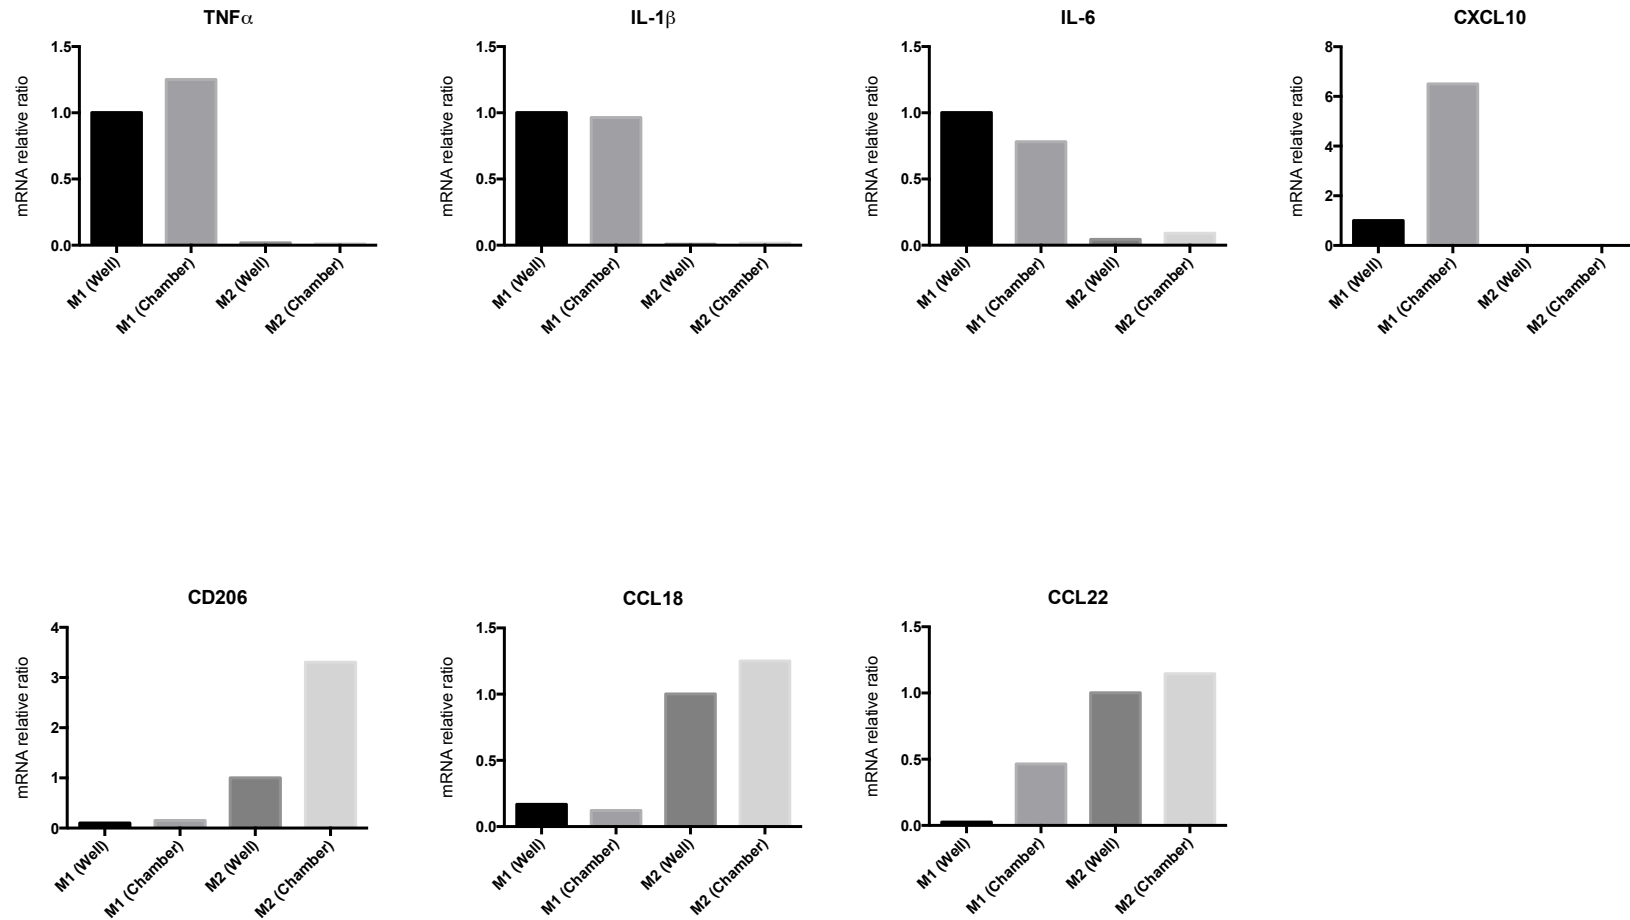 TNFα
mRNA relative ratio
1.5
1.0
0.5
0.0
M1 (Well)
M1 (Chamber)
M2 (Well)
M2 (Chamber)
IL-1β
mRNA relative ratio
1.5
1.0
0.5
0.0
M1 (Well)
M1 (Chamber)
M2 (Well)
M2 (Chamber)
IL-6
mRNA relative ratio
1.5
1.0
0.5
0.0
M1 (Well)
M1 (Chamber)
M2 (Well)
M2 (Chamber)
CXCL10
mRNA relative ratio
8
6
4
2
0
M1 (Well)
M1 (Chamber)
M2 (Well)
M2 (Chamber)
CD206
mRNA relative ratio
4
3
2
1
0
M1 (Well)
M1 (Chamber)
M2 (Well)
M2 (Chamber)
CCL18
mRNA relative ratio
1.5
1.0
0.5
0.0
M1 (Well)
M1 (Chamber)
M2 (Well)
M2 (Chamber)
CCL22
mRNA relative ratio
1.5
1.0
0.5
0.0
M1 (Well)
M1 (Chamber)
M2 (Well)
M2 (Chamber)